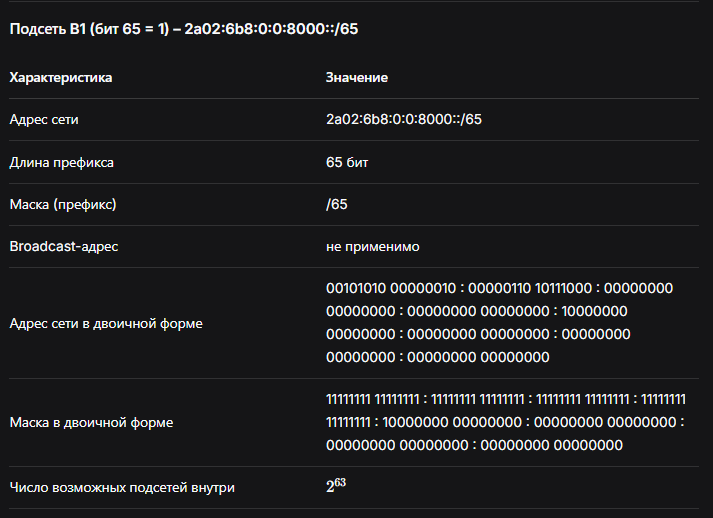 Подсеть B1 (бит 65 = 1) – 2a02:6b8:0:0:8000::/65
Характеристика Значение
Адрес сети 2a02:6b8:0:0:8000::/65
Длина префикса 65 бит
Маска (префикс) /65
Broadcast-адрес не применимо
Адрес сети в двоичной форме
00101010 00000010 : 00000110 10111000 : 00000000
00000000 : 00000000 00000000 : 10000000
00000000 : 00000000 00000000 : 00000000
00000000 : 00000000 00000000
Маска в двоичной форме
11111111 11111111 : 11111111 11111111 : 11111111 11111111 : 11111111
11111111 : 10000000 00000000 : 00000000 00000000 :
00000000 00000000 : 00000000 00000000
Число возможных подсетей внутри 2⁶³